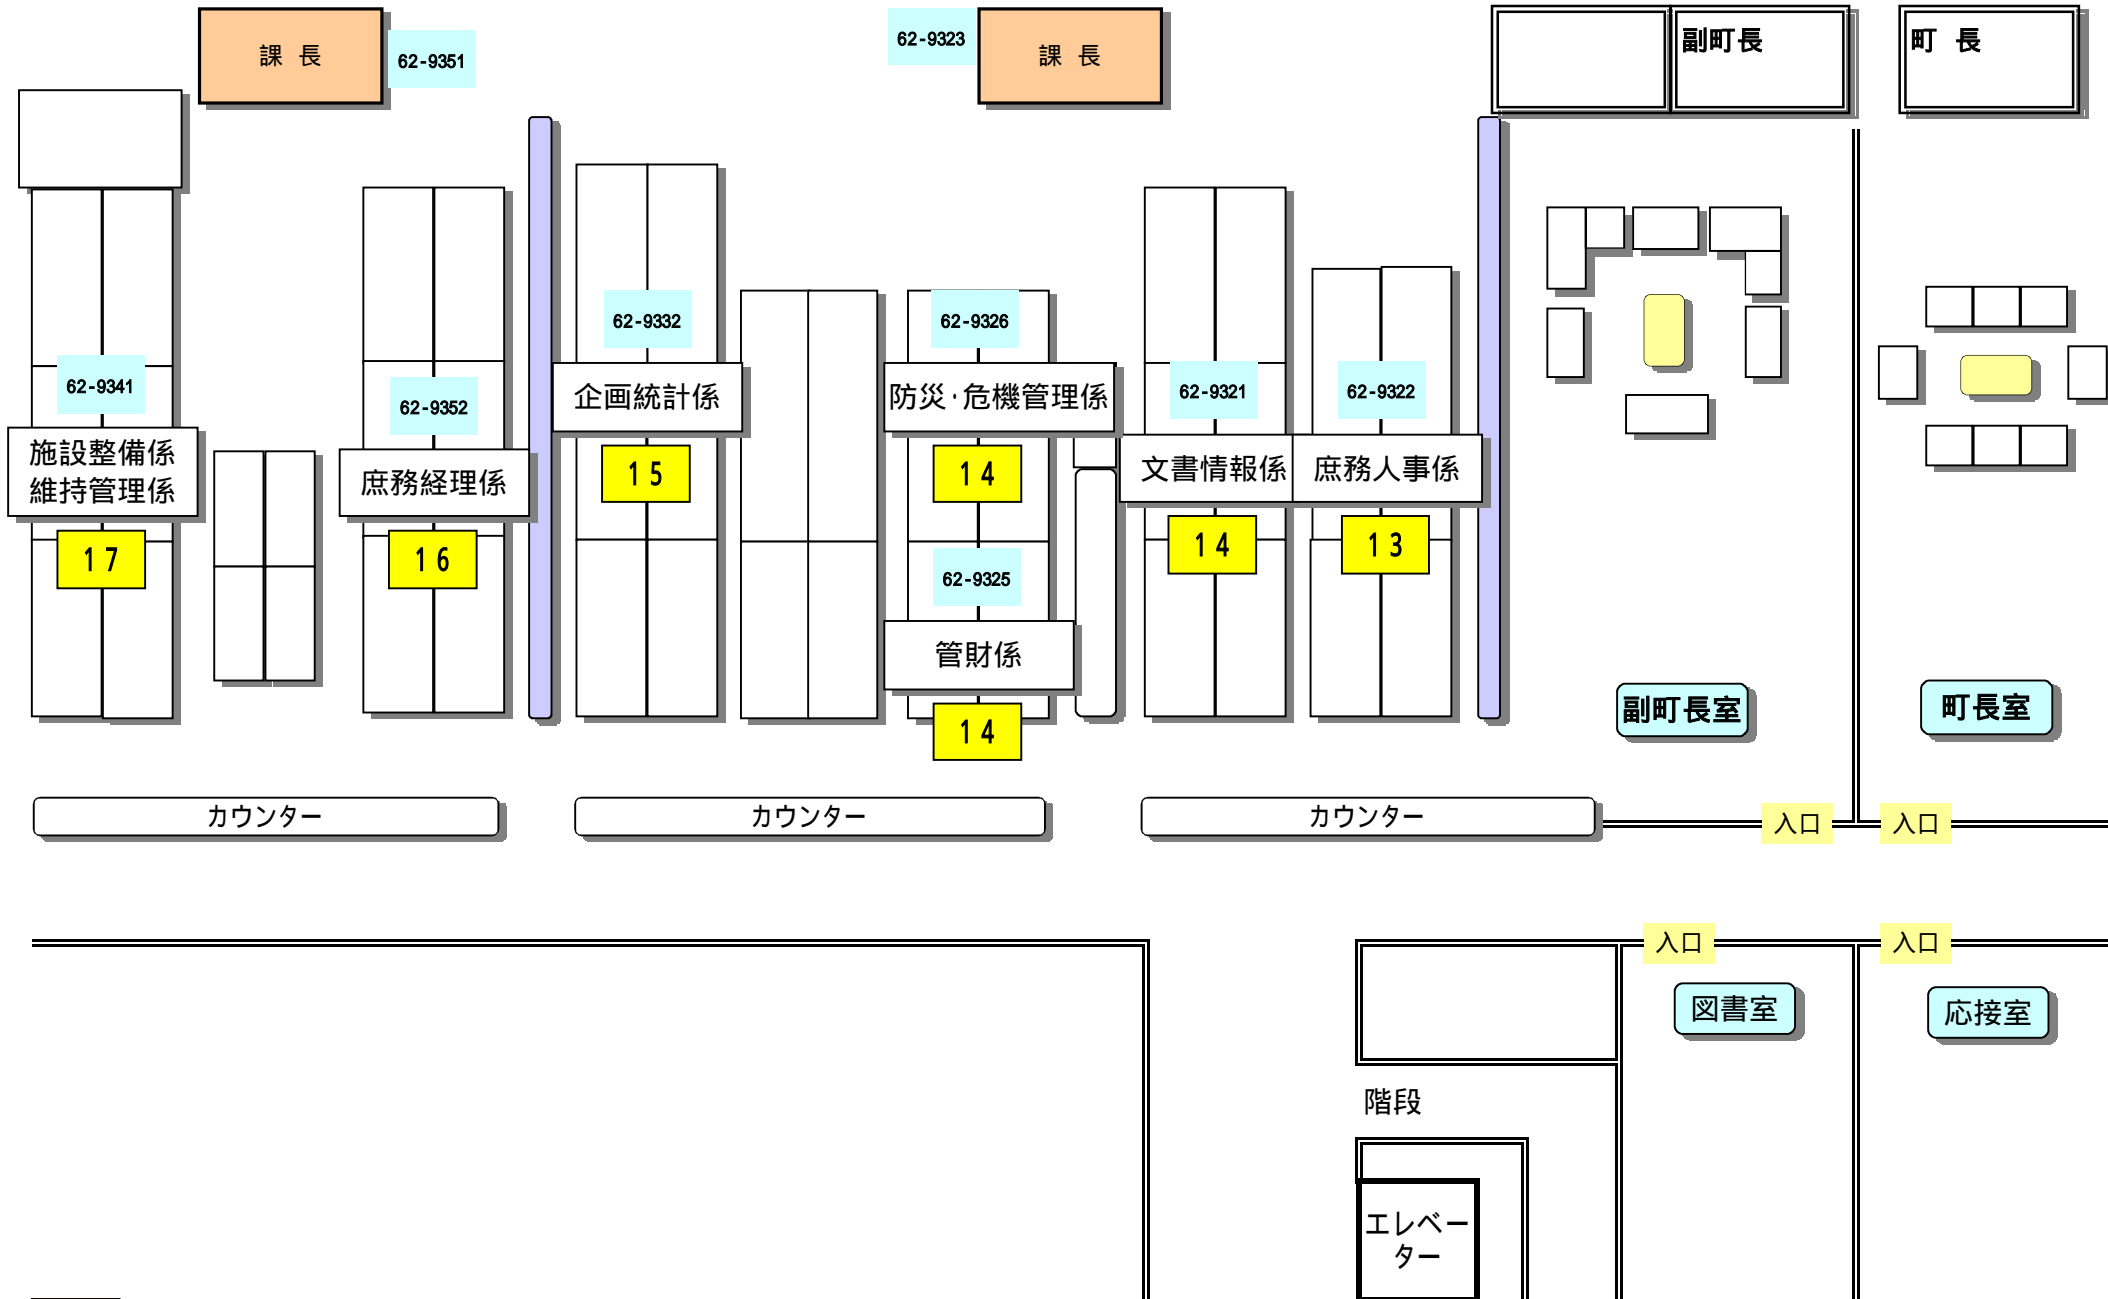 課 長
62-9351
62-9323
課 長
副町長
町 長
62-9332
62-9326
62-9341
62-9352
62-9321
62-9322
企画統計係
防災・危機管理係
施設整備係
維持管理係
庶務経理係
15
14
文書情報係
庶務人事係
17
16
14
13
62-9325
管財係
14
副町長室
町長室
カウンター
カウンター
カウンター
入口
入口
入口
入口
図書室
応接室
階段
エレベー
ター